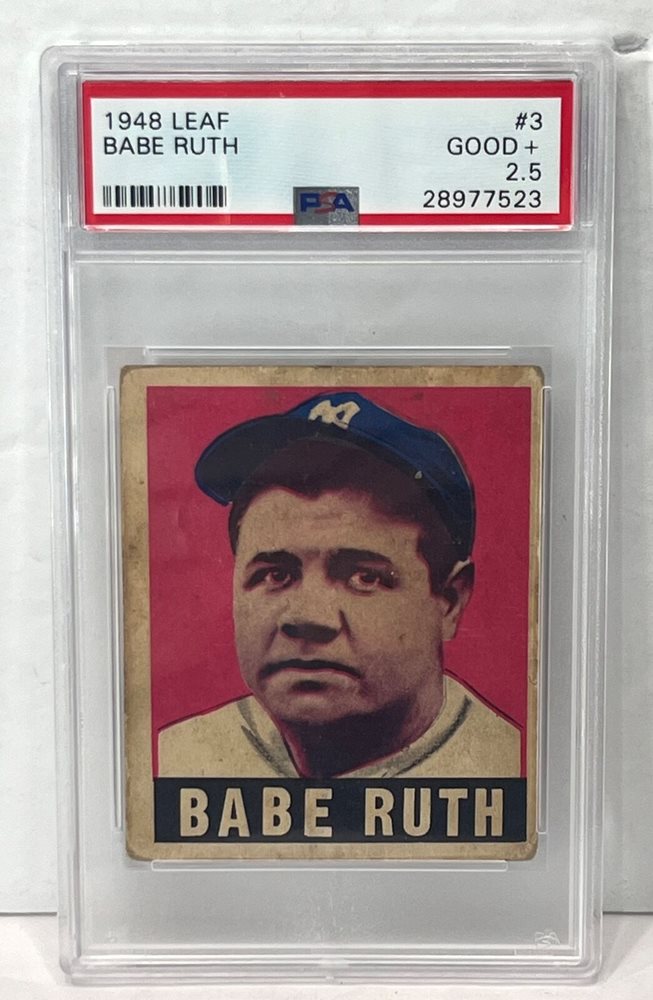 1948 LEAF #3
BABE RUTH GOOD +
2.5
PSA 28977523
NY
BABE RUTH